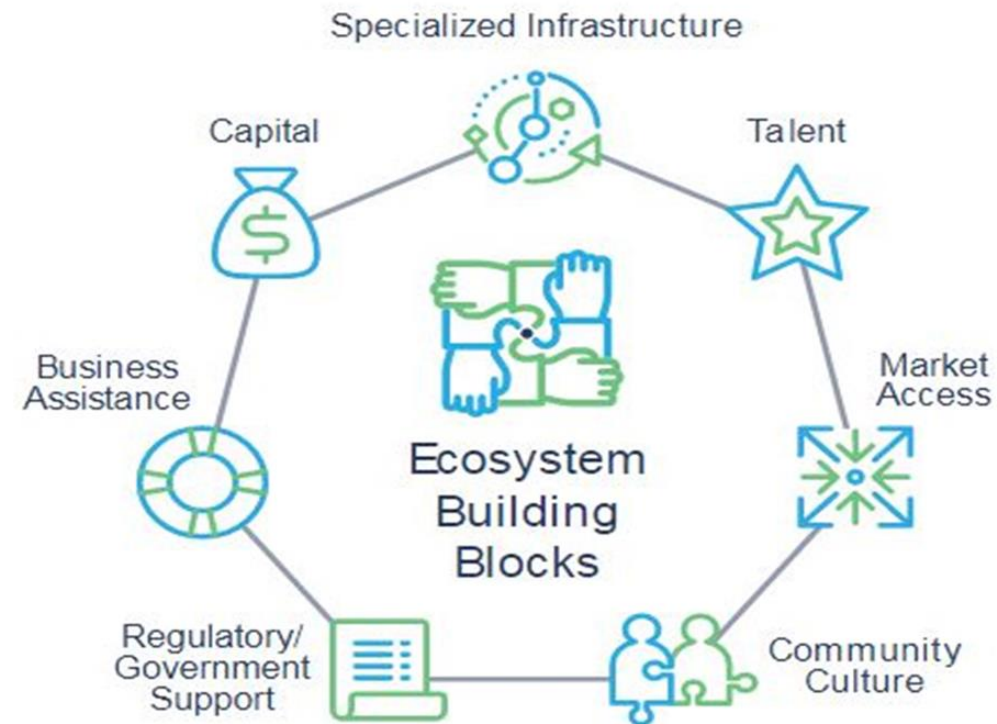 Specialized Infrastructure
Capital
Talent
Business
Assistance
Market
Access
Ecosystem
Building
Blocks
Regulatory/
Government
Support
Community
Culture
$